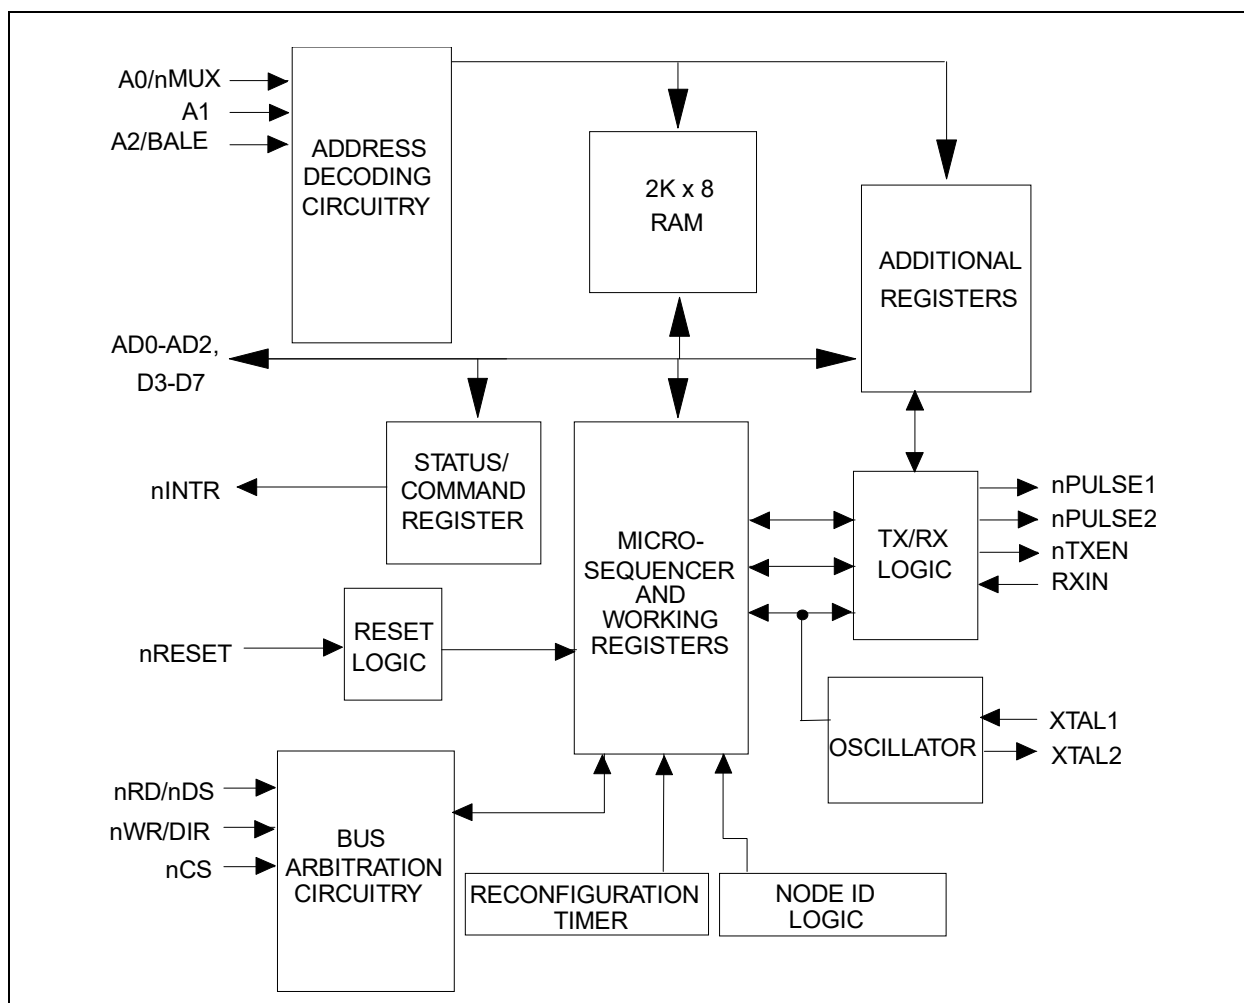 A0/nMUX
A1
A2/BALE
ADDRESS
DECODING
CIRCUITRY
2K x 8
RAM
ADDITIONAL
REGISTERS
AD0-AD2,
D3-D7
nINTR
STATUS/
COMMAND
REGISTER
MICRO-
SEQUENCER
AND
WORKING
REGISTERS
TX/RX
LOGIC
nPULSE1
nPULSE2
nTXEN
RXIN
nRESET
RESET
LOGIC
OSCILLATOR
XTAL1
XTAL2
nRD/nDS
nWR/DIR
nCS
BUS
ARBITRATION
CIRCUITRY
RECONFIGURATION
TIMER
NODE ID
LOGIC